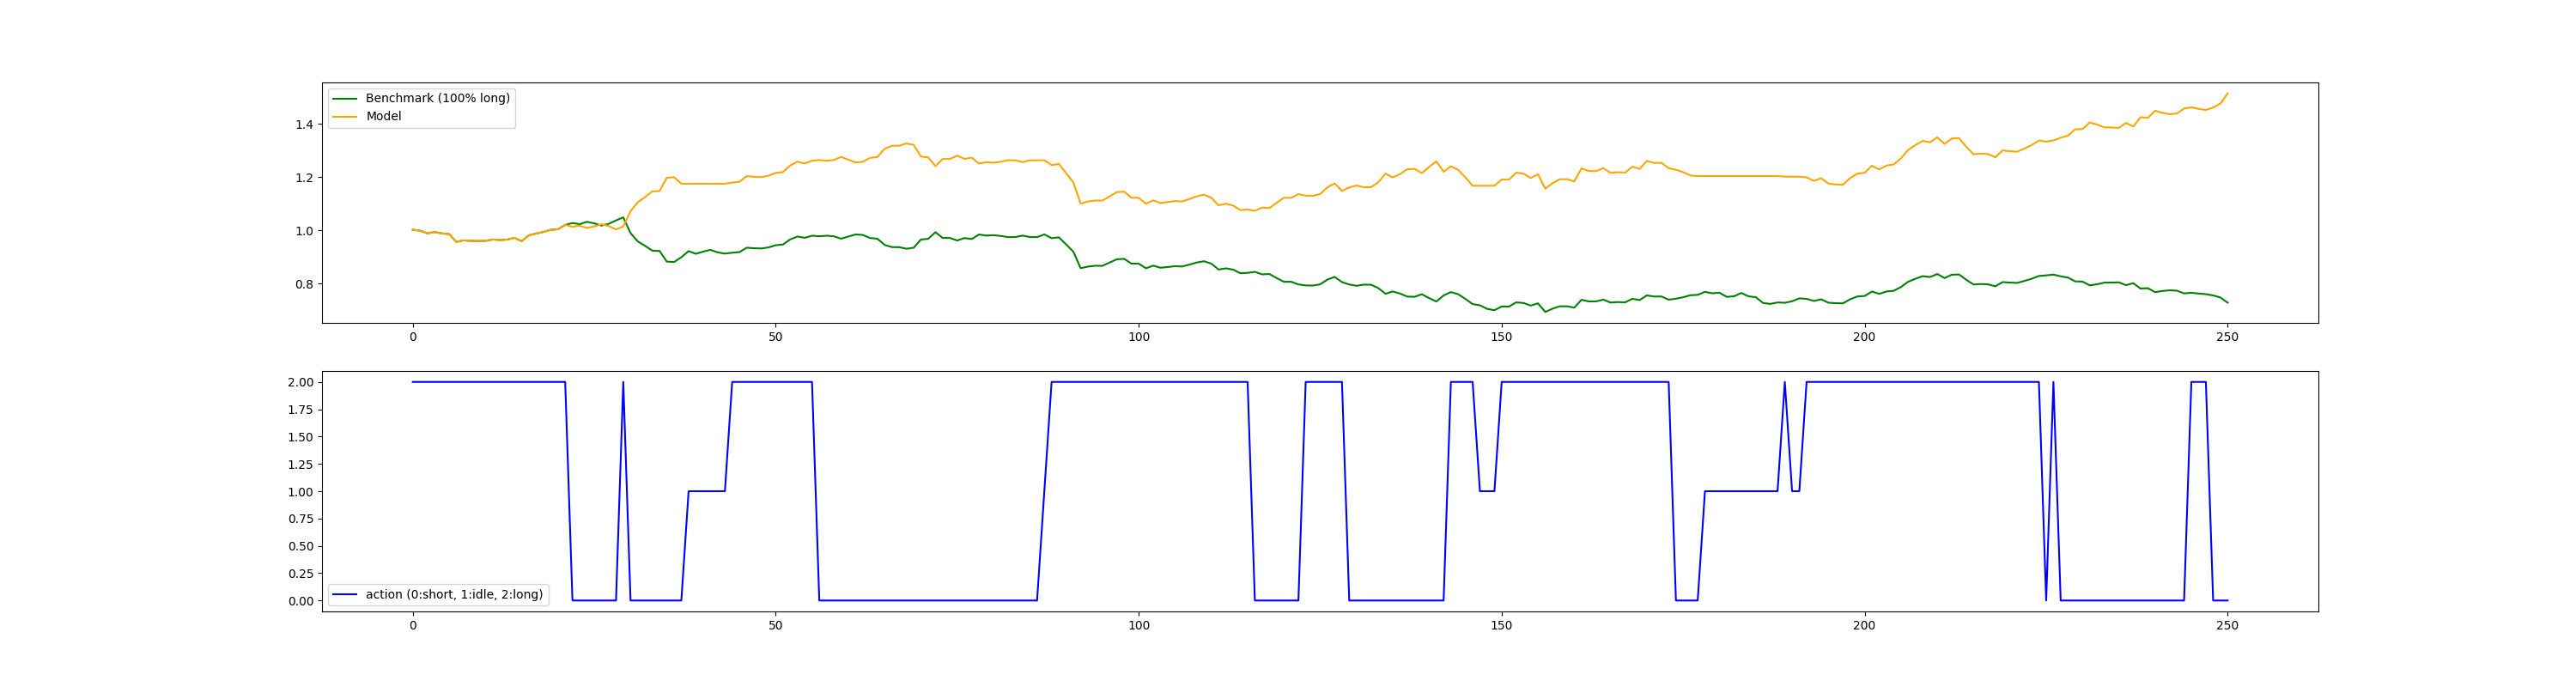 Benchmark (100% long)
Model
1.4
1.2
1.0
0.8
0 50 100 150 200 250
2.00
1.75
1.50
1.25
1.00
0.75
0.50
0.25
0.00
action (0:short, 1:idle, 2:long)
0 50 100 150 200 250